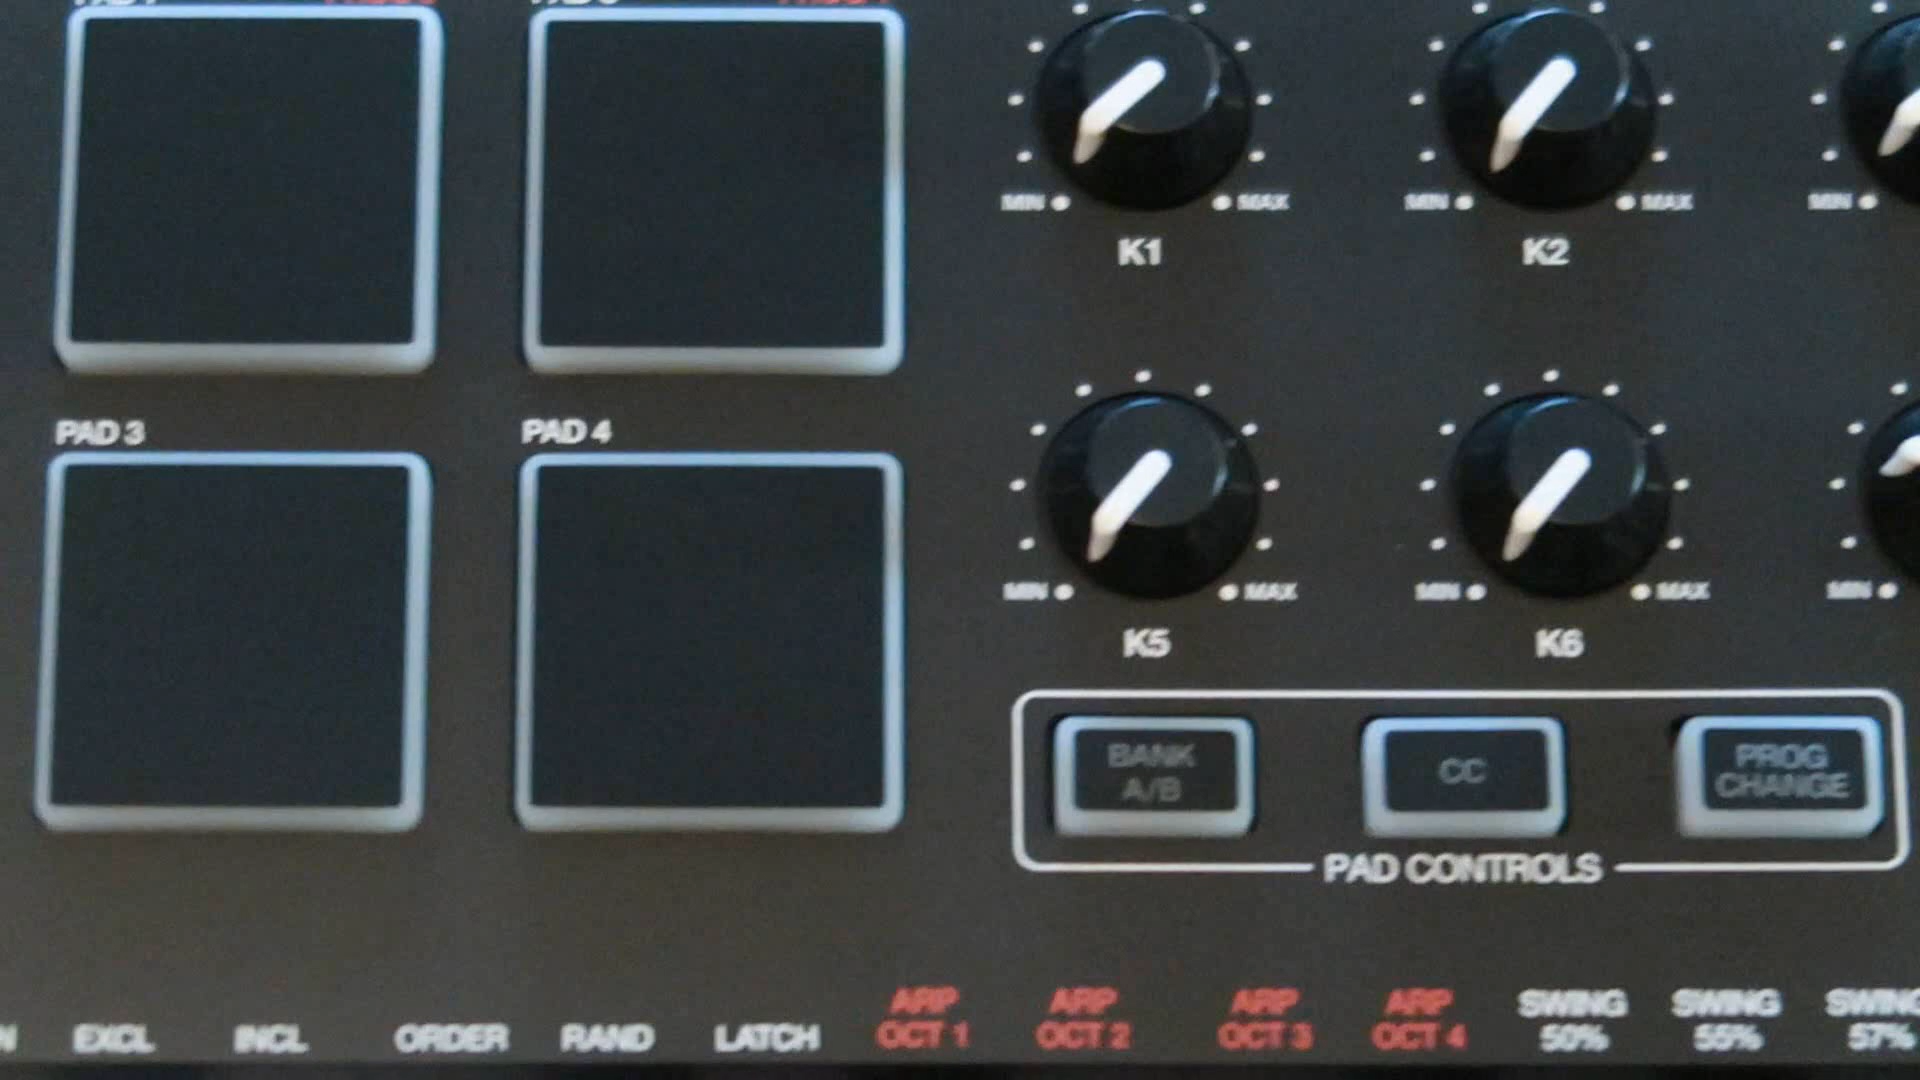 MIN MAX MIN MAX MIN
K1 K2
PAD 3 PAD 4
MIN MAX MIN MAX MIN
K5 K6
BANK
A/B
CC
PROG
CHANGE
PAD CONTROLS
EXCL INCL ORDER RAND LATCH
ARP
OCT 1
ARP
OCT 2
ARP
OCT 3
ARP
OCT 4
SWING
50%
SWING
55%
SWING
57%